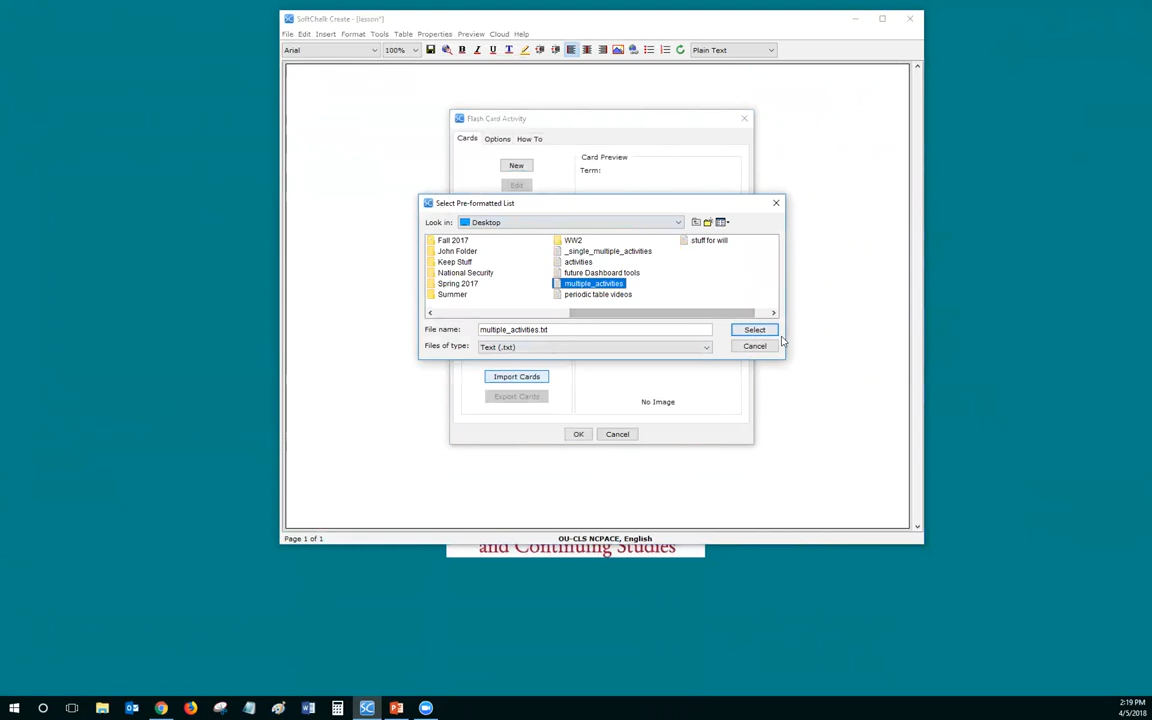 SoftChalk Create - [lesson*]
File Edit Insert Format Tools Table Properties Preview Cloud Help
Arial 100% B I U T Plain Text
Flash Card Activity
Cards Options How To
New
Edit
Card Preview
Term:
Select Pre-formatted List
Look in: Desktop
Fall 2017
John Folder
Keep Stuff
National Security
Spring 2017
Summer
WW2
_single_multiple_activities
activities
future Dashboard tools
multiple_activities
periodic table videos
stuff for will
File name: multiple_activities.txt Select
Files of type: Text (.txt) Cancel
Import Cards
Export Cards
No Image
OK Cancel
Page 1 of 1 OU-CLS NCPACE, English
and Continuing Studies
2:19 PM
4/5/2018